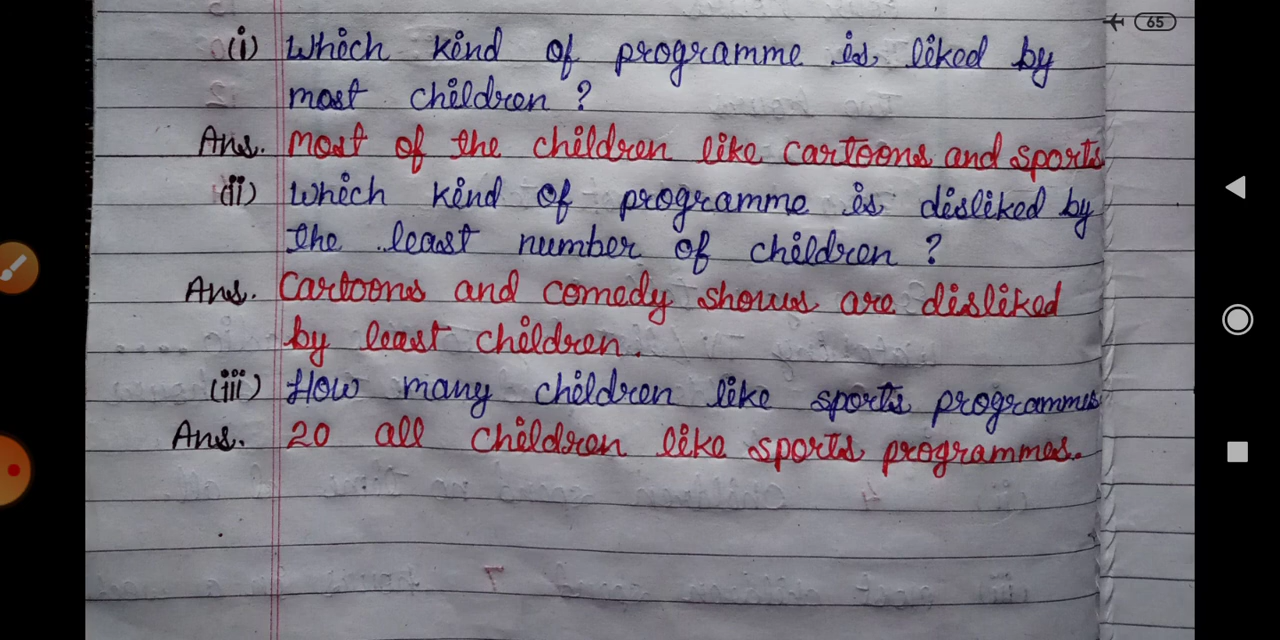 65
(i) Which kind of programme is liked by
most children ?
Ans. Most of the children like cartoons and sports
(ii) Which kind of programme is disliked by
the least number of children ?
Ans. Cartoons and comedy shows are disliked
by least children.
(iii) How many children like sports programmes
Ans. 20 all children like sports programmes.